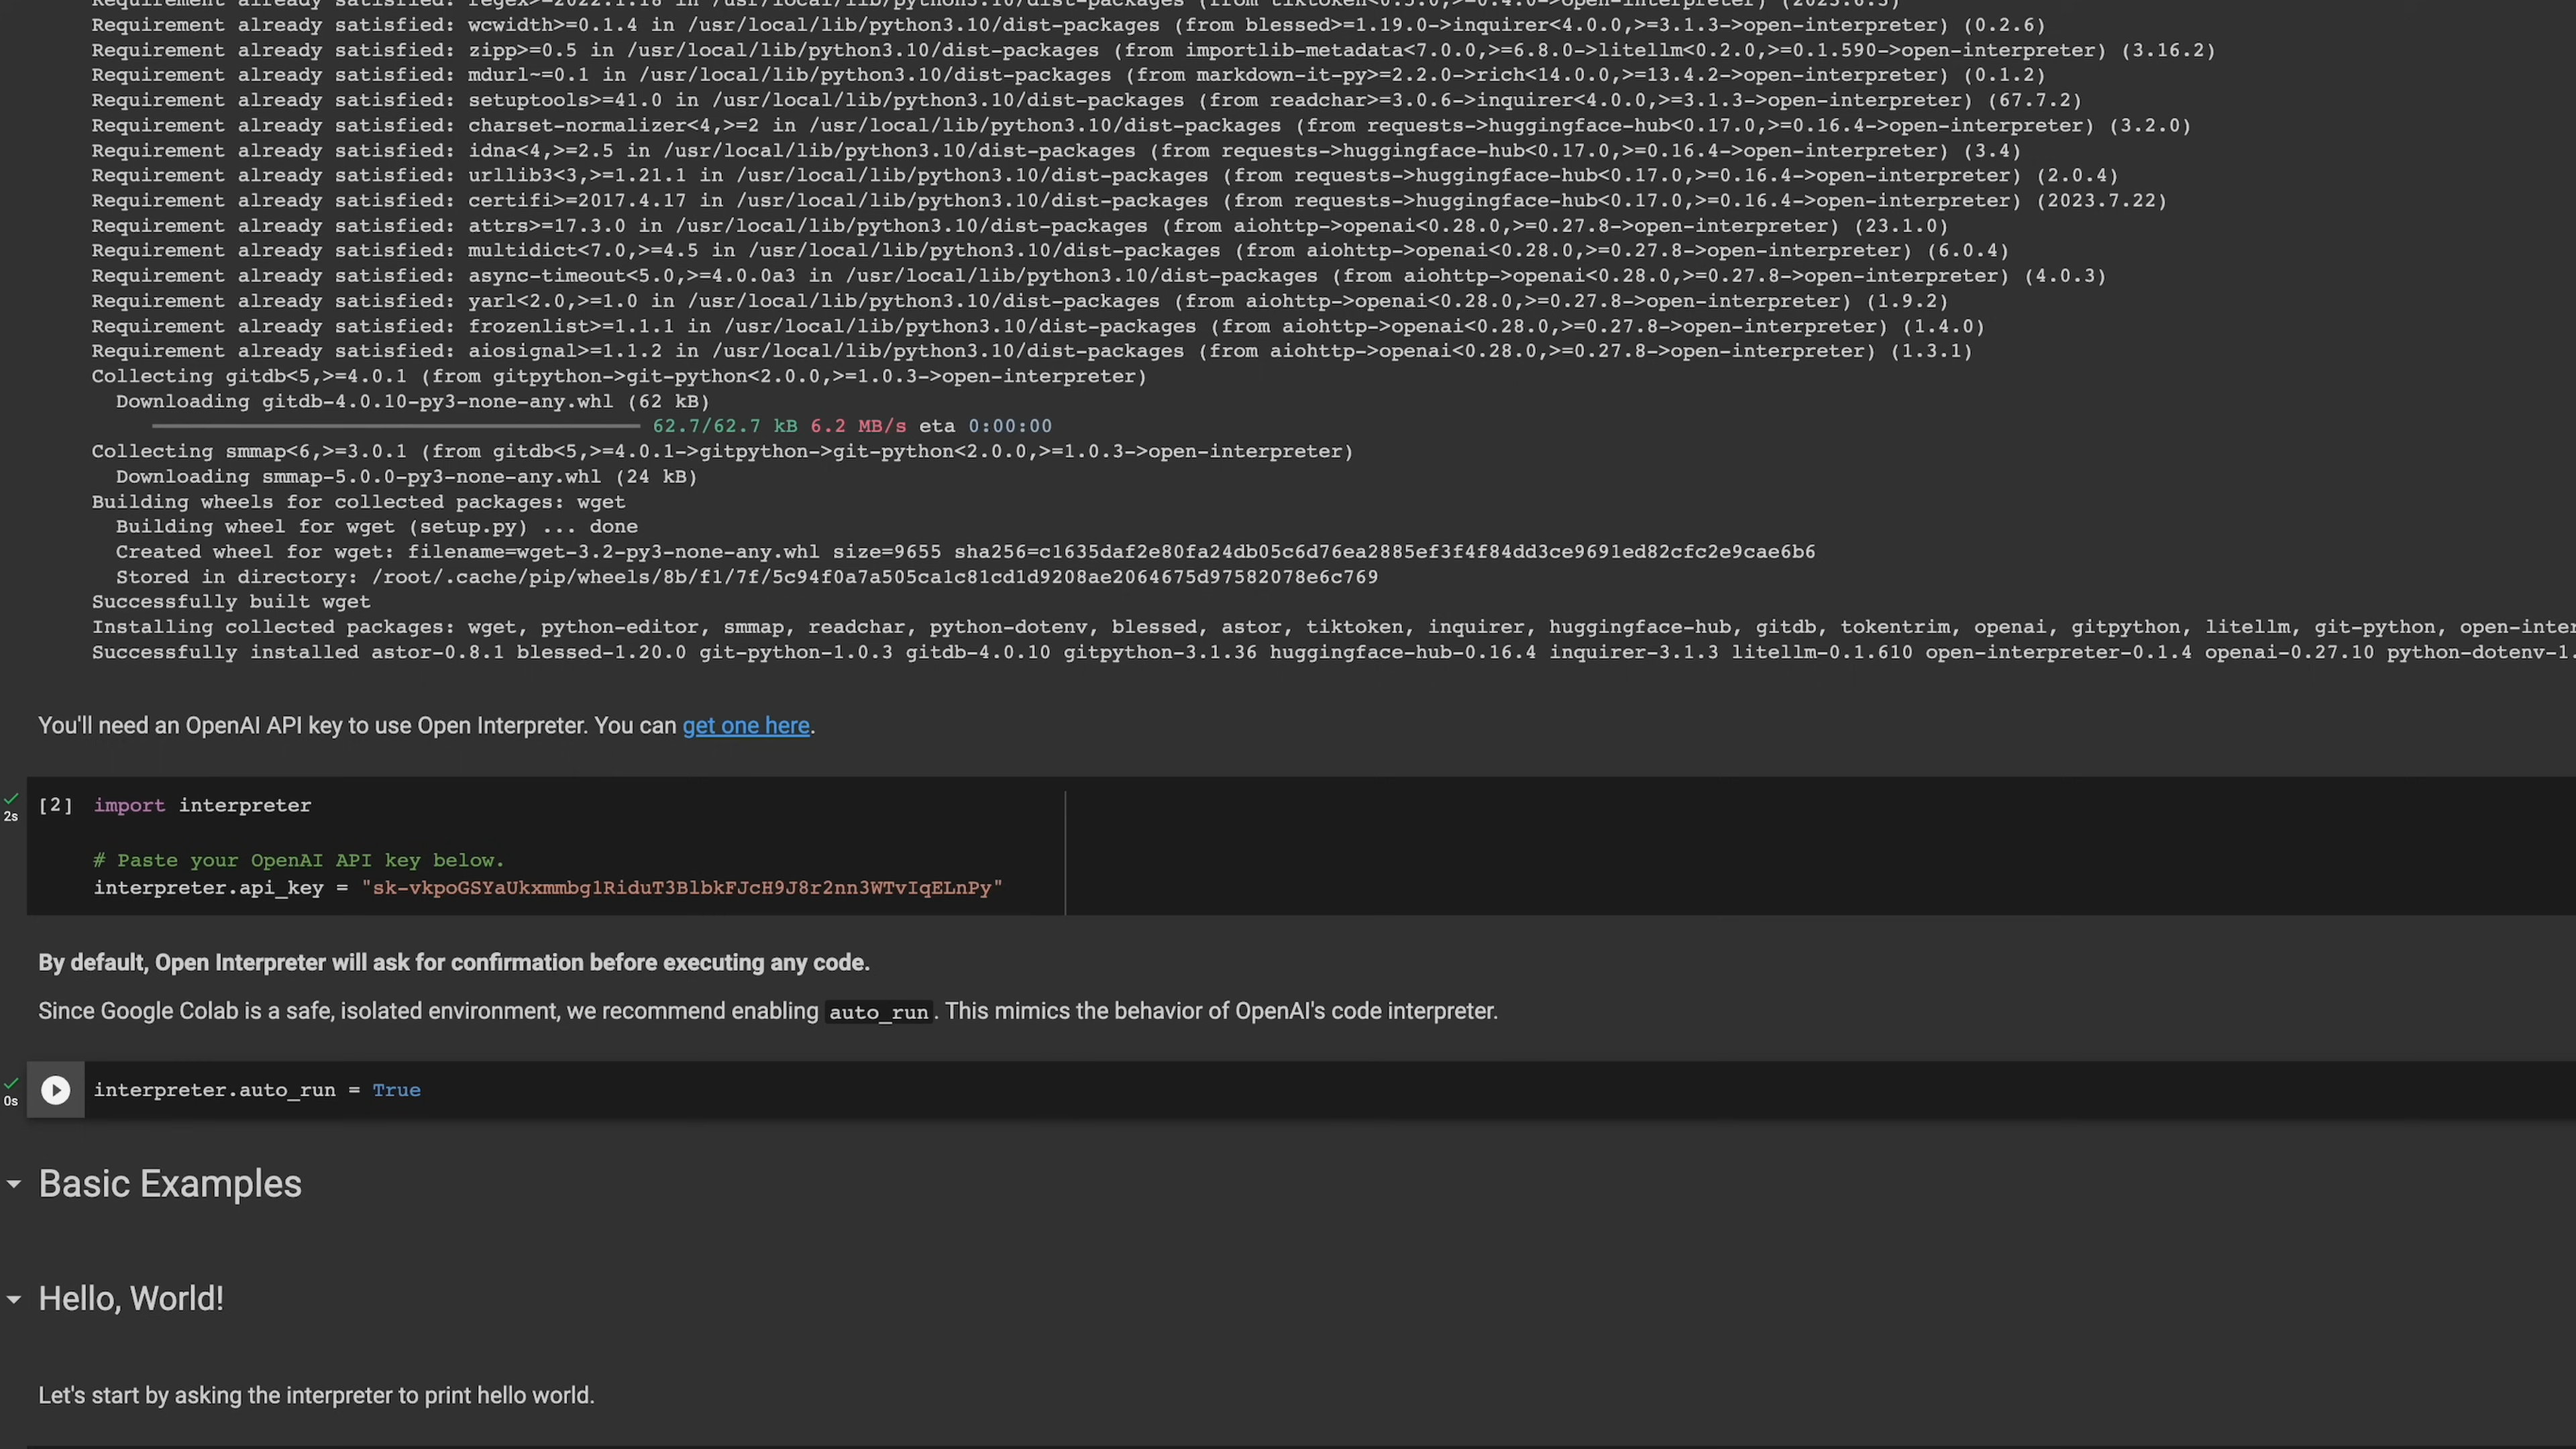 Requirement already satisfied: regex>=2022.1.18 in /usr/local/lib/python3.10/dist-packages (from tiktoken<0.5.0,>=0.4.0->open-interpreter) (2023.6.3)
Requirement already satisfied: wcwidth>=0.1.4 in /usr/local/lib/python3.10/dist-packages (from blessed>=1.19.0->inquirer<4.0.0,>=3.1.3->open-interpreter) (0.2.6)
Requirement already satisfied: zipp>=0.5 in /usr/local/lib/python3.10/dist-packages (from importlib-metadata<7.0.0,>=6.8.0->litellm<0.2.0,>=0.1.590->open-interpreter) (3.16.2)
Requirement already satisfied: mdurl~=0.1 in /usr/local/lib/python3.10/dist-packages (from markdown-it-py>=2.2.0->rich<14.0.0,>=13.4.2->open-interpreter) (0.1.2)
Requirement already satisfied: setuptools>=41.0 in /usr/local/lib/python3.10/dist-packages (from readchar>=3.0.6->inquirer<4.0.0,>=3.1.3->open-interpreter) (67.7.2)
Requirement already satisfied: charset-normalizer<4,>=2 in /usr/local/lib/python3.10/dist-packages (from requests->huggingface-hub<0.17.0,>=0.16.4->open-interpreter) (3.2.0)
Requirement already satisfied: idna<4,>=2.5 in /usr/local/lib/python3.10/dist-packages (from requests->huggingface-hub<0.17.0,>=0.16.4->open-interpreter) (3.4)
Requirement already satisfied: urllib3<3,>=1.21.1 in /usr/local/lib/python3.10/dist-packages (from requests->huggingface-hub<0.17.0,>=0.16.4->open-interpreter) (2.0.4)
Requirement already satisfied: certifi>=2017.4.17 in /usr/local/lib/python3.10/dist-packages (from requests->huggingface-hub<0.17.0,>=0.16.4->open-interpreter) (2023.7.22)
Requirement already satisfied: attrs>=17.3.0 in /usr/local/lib/python3.10/dist-packages (from aiohttp->openai<0.28.0,>=0.27.8->open-interpreter) (23.1.0)
Requirement already satisfied: multidict<7.0,>=4.5 in /usr/local/lib/python3.10/dist-packages (from aiohttp->openai<0.28.0,>=0.27.8->open-interpreter) (6.0.4)
Requirement already satisfied: async-timeout<5.0,>=4.0.0a3 in /usr/local/lib/python3.10/dist-packages (from aiohttp->openai<0.28.0,>=0.27.8->open-interpreter) (4.0.3)
Requirement already satisfied: yarl<2.0,>=1.0 in /usr/local/lib/python3.10/dist-packages (from aiohttp->openai<0.28.0,>=0.27.8->open-interpreter) (1.9.2)
Requirement already satisfied: frozenlist>=1.1.1 in /usr/local/lib/python3.10/dist-packages (from aiohttp->openai<0.28.0,>=0.27.8->open-interpreter) (1.4.0)
Requirement already satisfied: aiosignal>=1.1.2 in /usr/local/lib/python3.10/dist-packages (from aiohttp->openai<0.28.0,>=0.27.8->open-interpreter) (1.3.1)
Collecting gitdb<5,>=4.0.1 (from gitpython->git-python<2.0.0,>=1.0.3->open-interpreter)
Downloading gitdb-4.0.10-py3-none-any.whl (62 kB)
62.7/62.7 kB 6.2 MB/s eta 0:00:00
Collecting smmap<6,>=3.0.1 (from gitdb<5,>=4.0.1->gitpython->git-python<2.0.0,>=1.0.3->open-interpreter)
Downloading smmap-5.0.0-py3-none-any.whl (24 kB)
Building wheels for collected packages: wget
Building wheel for wget (setup.py) ... done
Created wheel for wget: filename=wget-3.2-py3-none-any.whl size=9655 sha256=c1635daf2e80fa24db05c6d76ea2885ef3f4f84dd3ce9691ed82cfc2e9cae6b6
Stored in directory: /root/.cache/pip/wheels/8b/f1/7f/5c94f0a7a505ca1c81cd1d9208ae2064675d97582078e6c769
Successfully built wget
Installing collected packages: wget, python-editor, smmap, readchar, python-dotenv, blessed, astor, tiktoken, inquirer, huggingface-hub, gitdb, tokentrim, openai, gitpython, litellm, git-python, open-inter
Successfully installed astor-0.8.1 blessed-1.20.0 git-python-1.0.3 gitdb-4.0.10 gitpython-3.1.36 huggingface-hub-0.16.4 inquirer-3.1.3 litellm-0.1.610 open-interpreter-0.1.4 openai-0.27.10 python-dotenv-1.
You'll need an OpenAI API key to use Open Interpreter. You can get one here.
2s
[2] import interpreter
# Paste your OpenAI API key below.
interpreter.api_key = "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"
By default, Open Interpreter will ask for confirmation before executing any code.
Since Google Colab is a safe, isolated environment, we recommend enabling auto_run. This mimics the behavior of OpenAI's code interpreter.
0s
interpreter.auto_run = True
Basic Examples
Hello, World!
Let's start by asking the interpreter to print hello world.